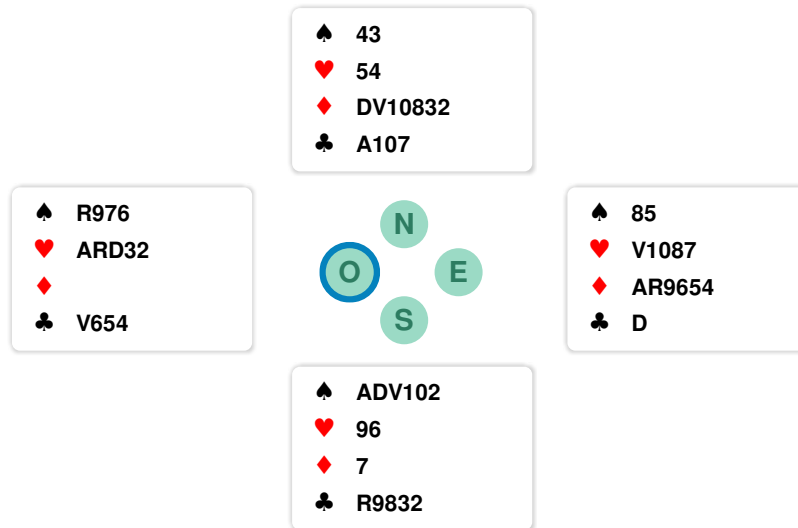 ♠ 43
♥ 54
♦ DV10832
♣ A107
♠ R976
♥ ARD32
♦
♣ V654
N
O E
S
♠ 85
♥ V1087
♦ AR9654
♣ D
♠ ADV102
♥ 96
♦ 7
♣ R9832